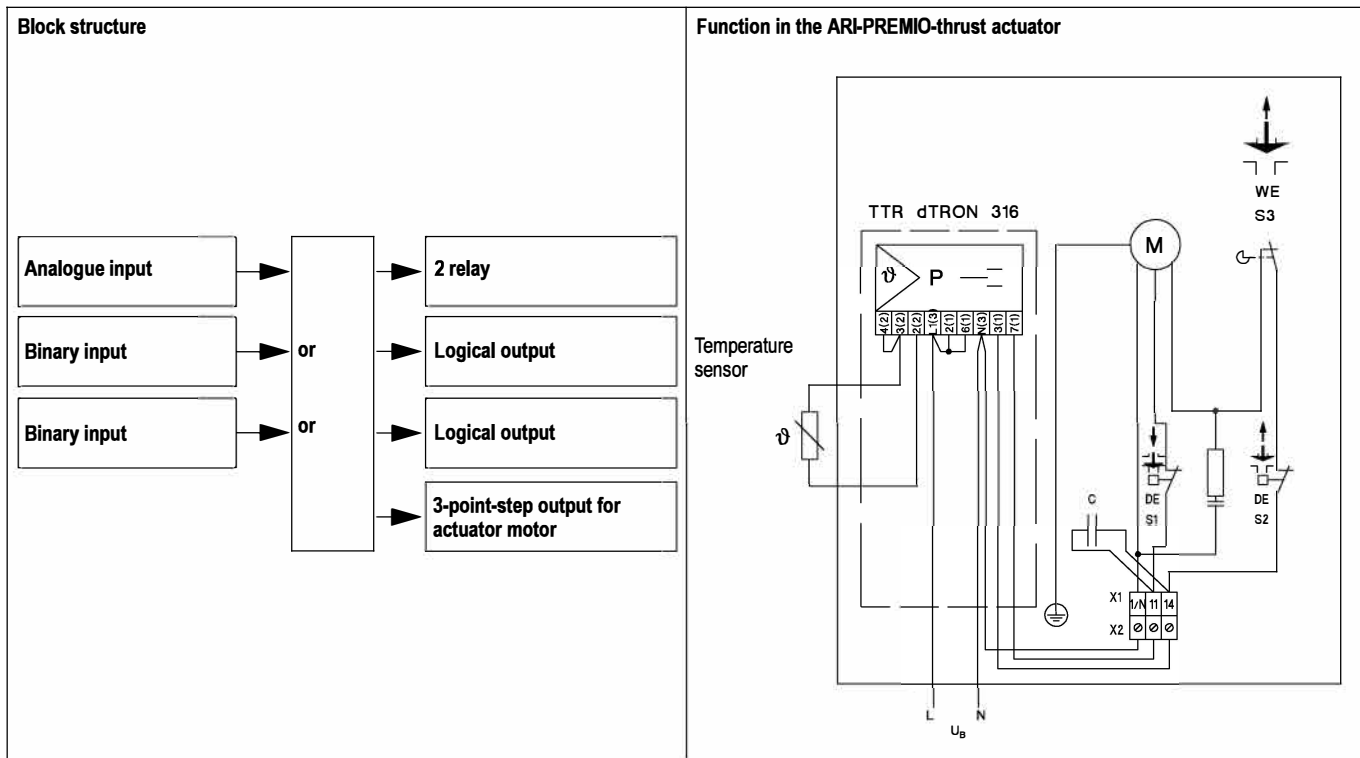 Block structure
Analogue input
Binary input
Binary input
or
or
2 relay
Logical output
Logical output
3-point-step output for
actuator motor
Function in the ARI-PREMIO-thrust actuator
TTR dTRON 316
ϑ P
4(2) 3(2) 2(2) L1(3) 2(1) 6(1) N(3) 3(1) 7(1)
Temperature
sensor
ϑ
M
WE
S3
DE
S1
DE
S2
C
X1
1/N 11 14
X2
L N
UB